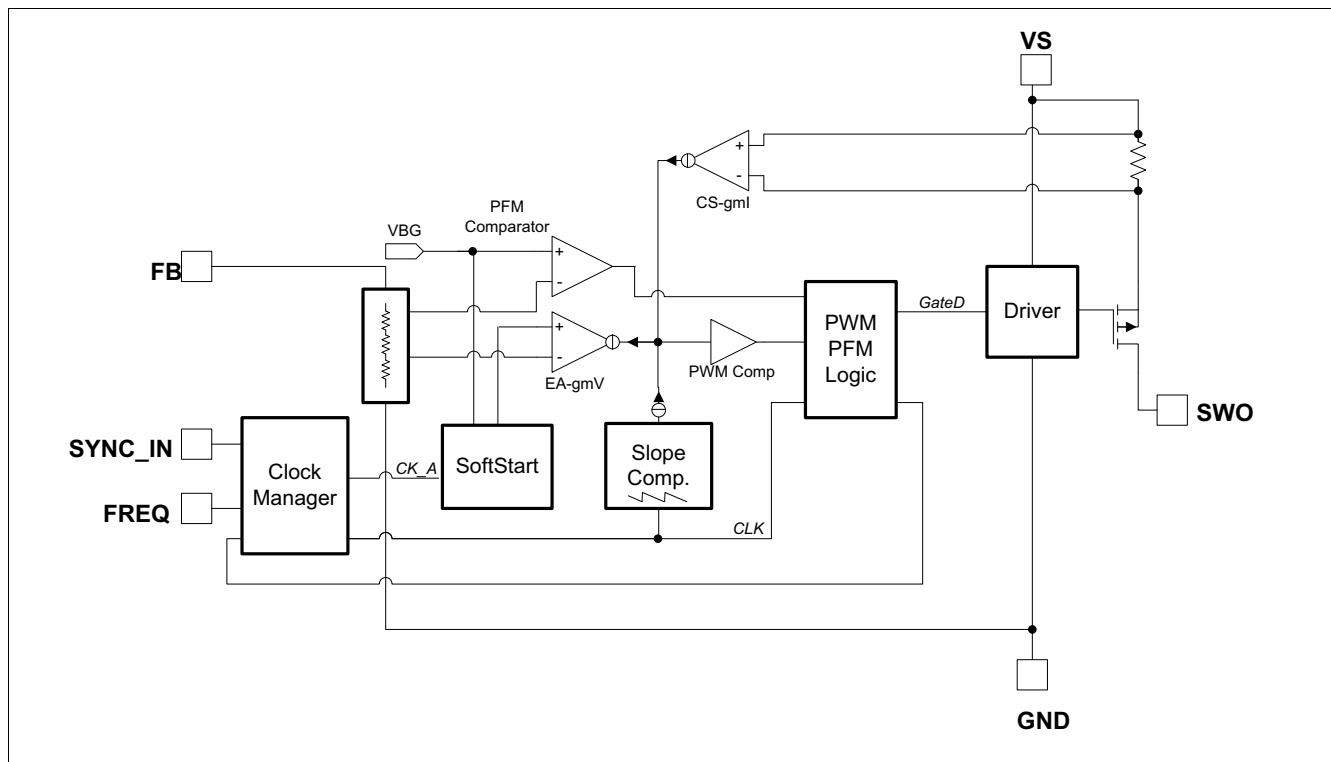 VS
+
-
CS-gmI
PFM
Comparator
VBG
FB
+
-
GateD
Driver
PWM
PFM
Logic
+
-
EA-gmV
PWM Comp
SWO
SYNC_IN
Clock
Manager
CK_A
SoftStart
Slope
Comp.
FREQ
CLK
GND